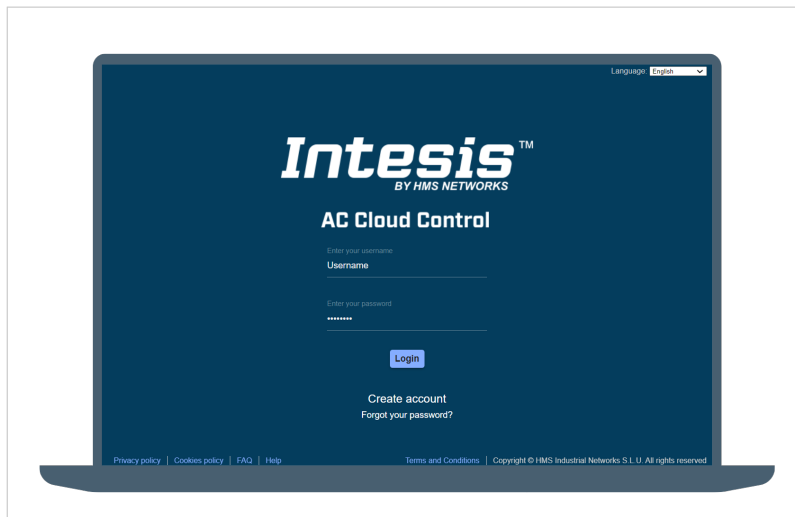 Language: English
Intesis™
BY HMS NETWORKS
AC Cloud Control
Enter your username
Username
Enter your password
••••••••
Login
Create account
Forgot your password?
Privacy policy | Cookies policy | FAQ | Help Terms and Conditions | Copyright © HMS Industrial Networks S.L.U. All rights reserved